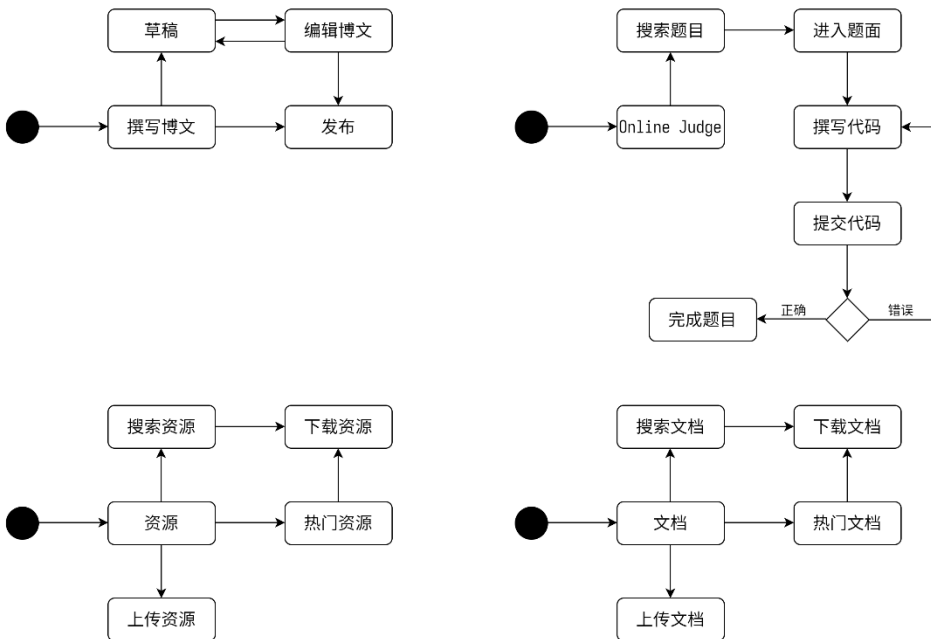 草稿
编辑博文
撰写博文
发布
搜索题目
进入题面
Online Judge
撰写代码
提交代码
正确
错误
完成题目
搜索资源
下载资源
资源
热门资源
上传资源
搜索文档
下载文档
文档
热门文档
上传文档